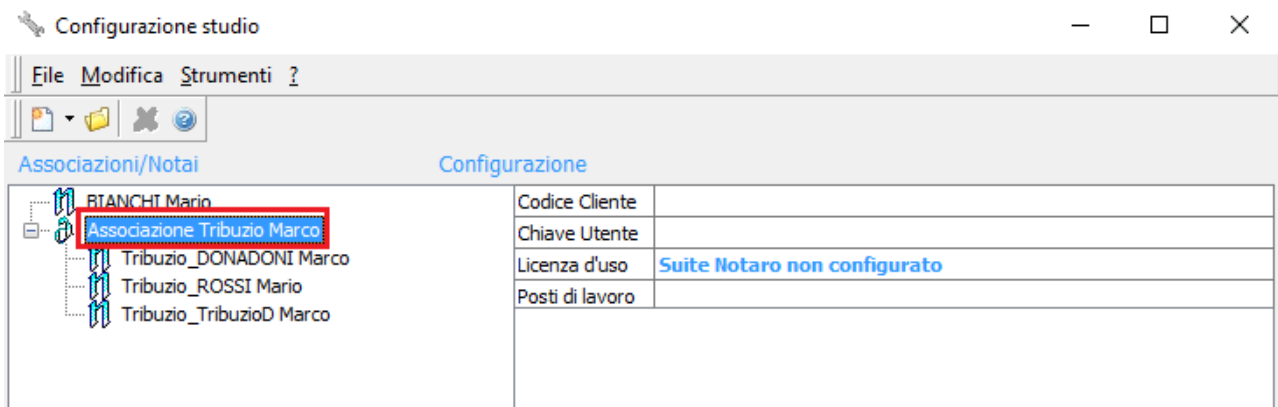 Configurazione studio
File Modifica Strumenti ?
Associazioni/Notai Configurazione
BIANCHI Mario
Associazione Tribuzio Marco
Tribuzio_DONADONI Marco
Tribuzio_ROSSI Mario
Tribuzio_TribuzioD Marco
Codice Cliente
Chiave Utente
Licenza d'uso Suite Notaro non configurato
Posti di lavoro